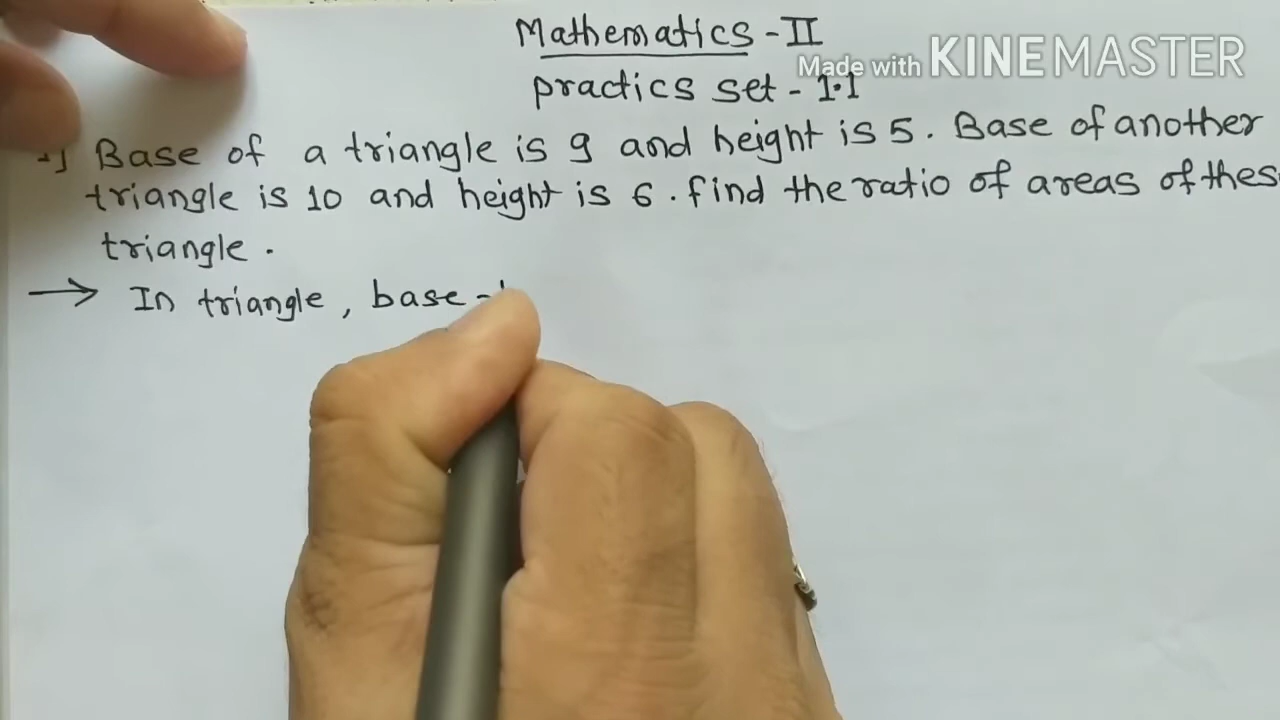 Mathematics - II
Made with KINEMASTER
practics set - 1.1
Base of a triangle is 9 and height is 5. Base of another
triangle is 10 and height is 6. find the ratio of areas of thes
triangle.
→ In triangle, base -